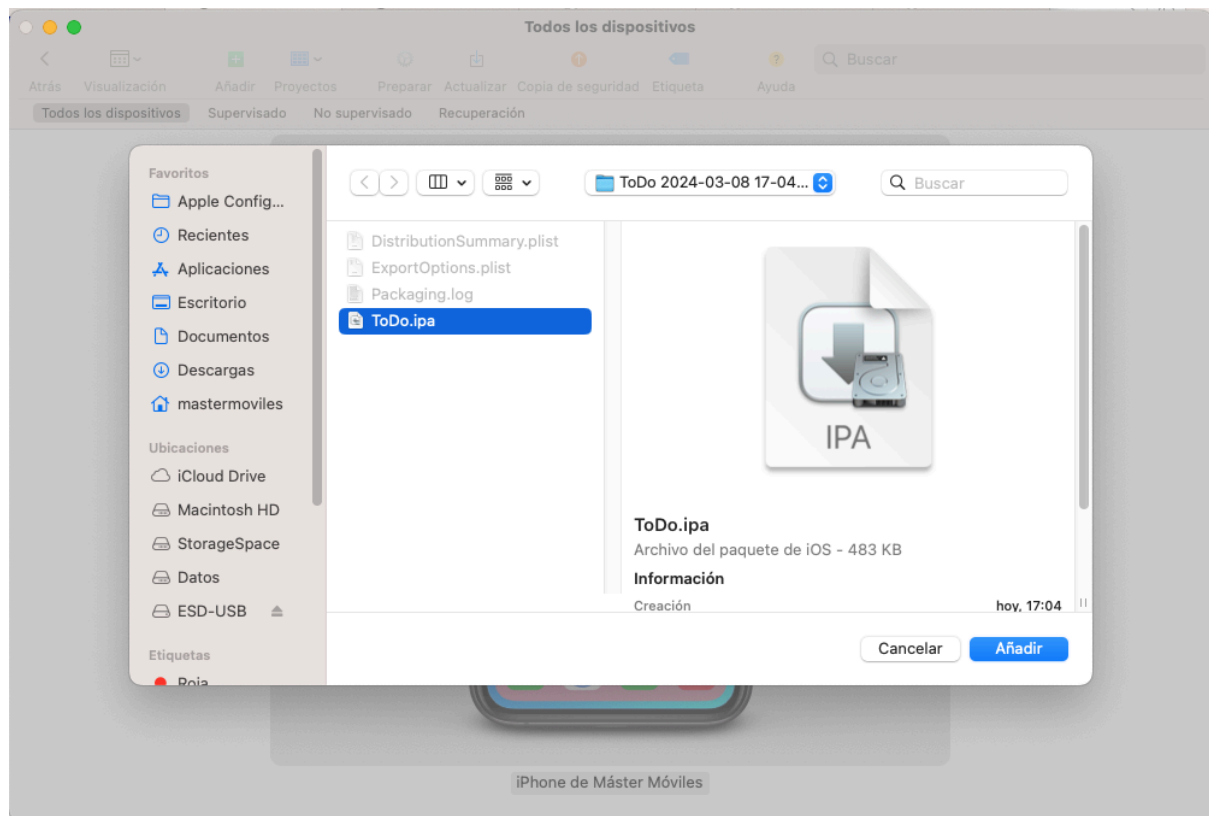 Todos los dispositivos
Atrás Visualización Añadir Proyectos Preparar Actualizar Copia de seguridad Etiqueta Ayuda
Buscar
Todos los dispositivos Supervisado No supervisado Recuperación
Favoritos
Apple Config...
Recientes
Aplicaciones
Escritorio
Documentos
Descargas
mastermoviles
Ubicaciones
iCloud Drive
Macintosh HD
StorageSpace
Datos
ESD-USB
Etiquetas
Roja
ToDo 2024-03-08 17-04...
Buscar
DistributionSummary.plist
ExportOptions.plist
Packaging.log
ToDo.ipa
IPA
ToDo.ipa
Archivo del paquete de iOS - 483 KB
Información
Creación hoy, 17:04
Cancelar Añadir
iPhone de Máster Móviles